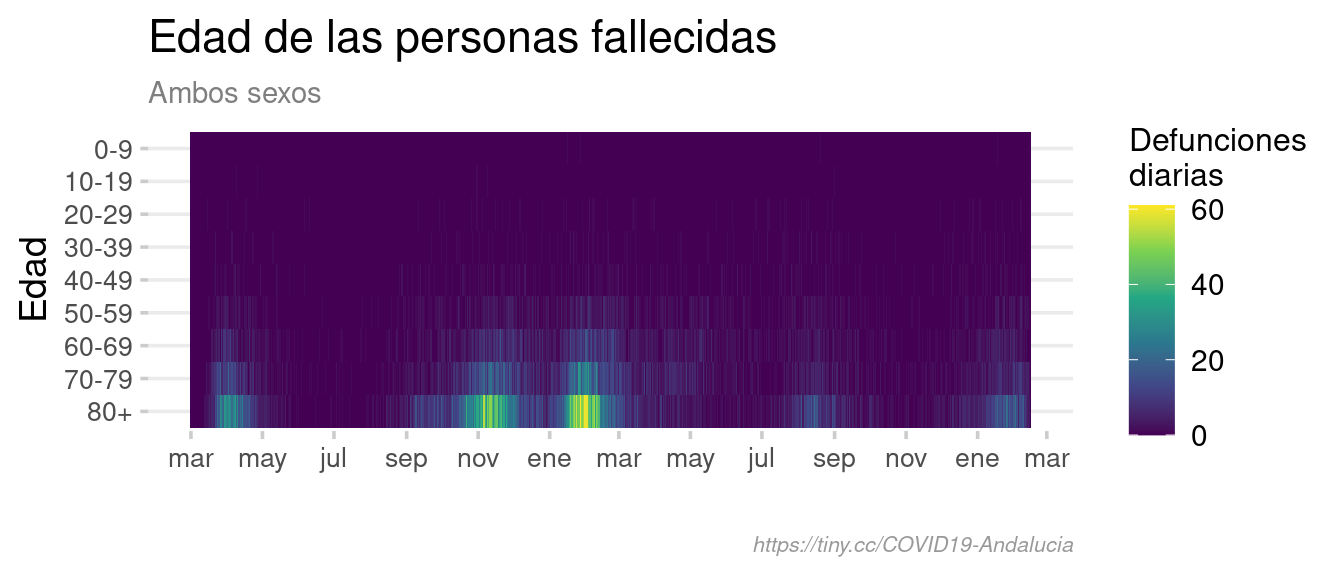 Edad de las personas fallecidas
Ambos sexos
Edad
0-9
10-19
20-29
30-39
40-49
50-59
60-69
70-79
80+
mar may jul sep nov ene mar may jul sep nov ene mar
Defunciones
diarias
60
40
20
0
https://tiny.cc/COVID19-Andalucia